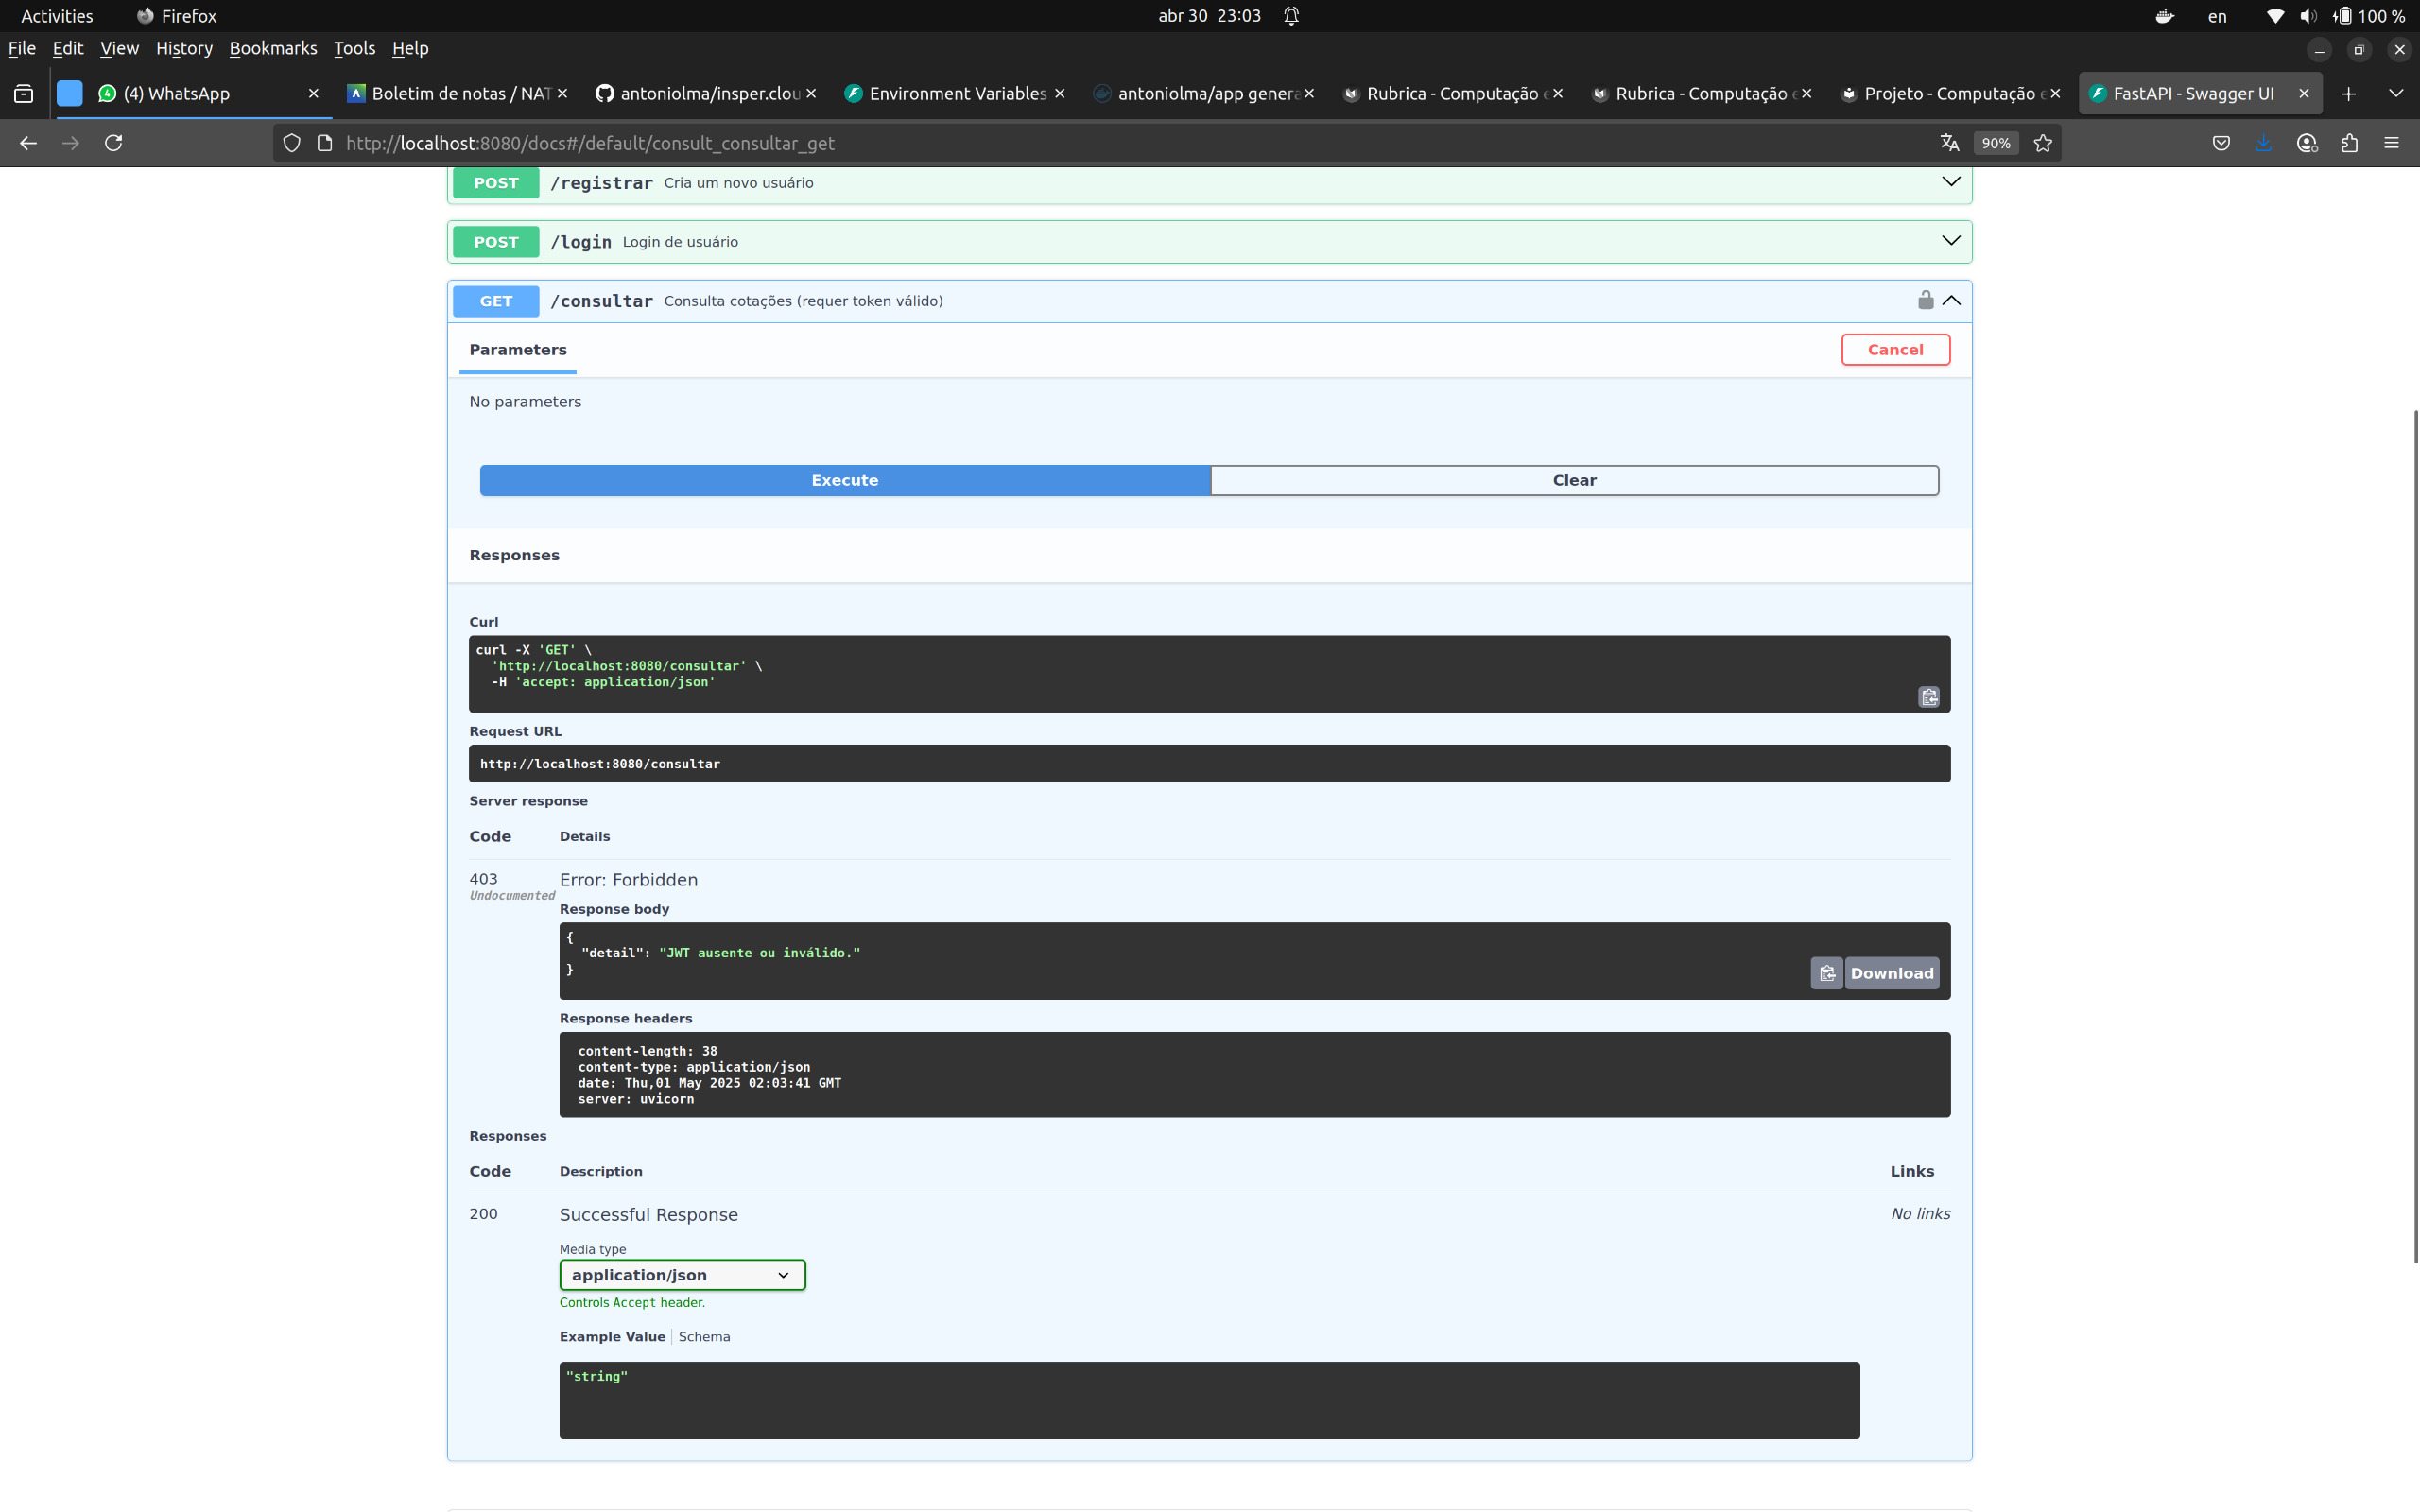 Activities
Firefox
abr 30 23:03
en
100 %
File Edit View History Bookmarks Tools Help
(4) WhatsApp
Boletim de notas / NAT
antoniolma/insper.clou
Environment Variables
antoniolma/app genera
Rubrica - Computação e
Rubrica - Computação e
Projeto - Computação e
FastAPI - Swagger UI
http://localhost:8080/docs#/default/consult_consultar_get
90%
POST /registrar Cria um novo usuário
POST /login Login de usuário
GET /consultar Consulta cotações (requer token válido)
Parameters
Cancel
No parameters
Execute
Clear
Responses
Curl
curl -X 'GET' \
'http://localhost:8080/consultar' \
-H 'accept: application/json'
Request URL
http://localhost:8080/consultar
Server response
Code Details
403 Error: Forbidden
Undocumented
Response body
{
"detail": "JWT ausente ou inválido."
}
Download
Response headers
content-length: 38
content-type: application/json
date: Thu,01 May 2025 02:03:41 GMT
server: uvicorn
Responses
Code Description Links
200 Successful Response No links
Media type
application/json
Controls Accept header.
Example Value Schema
"string"